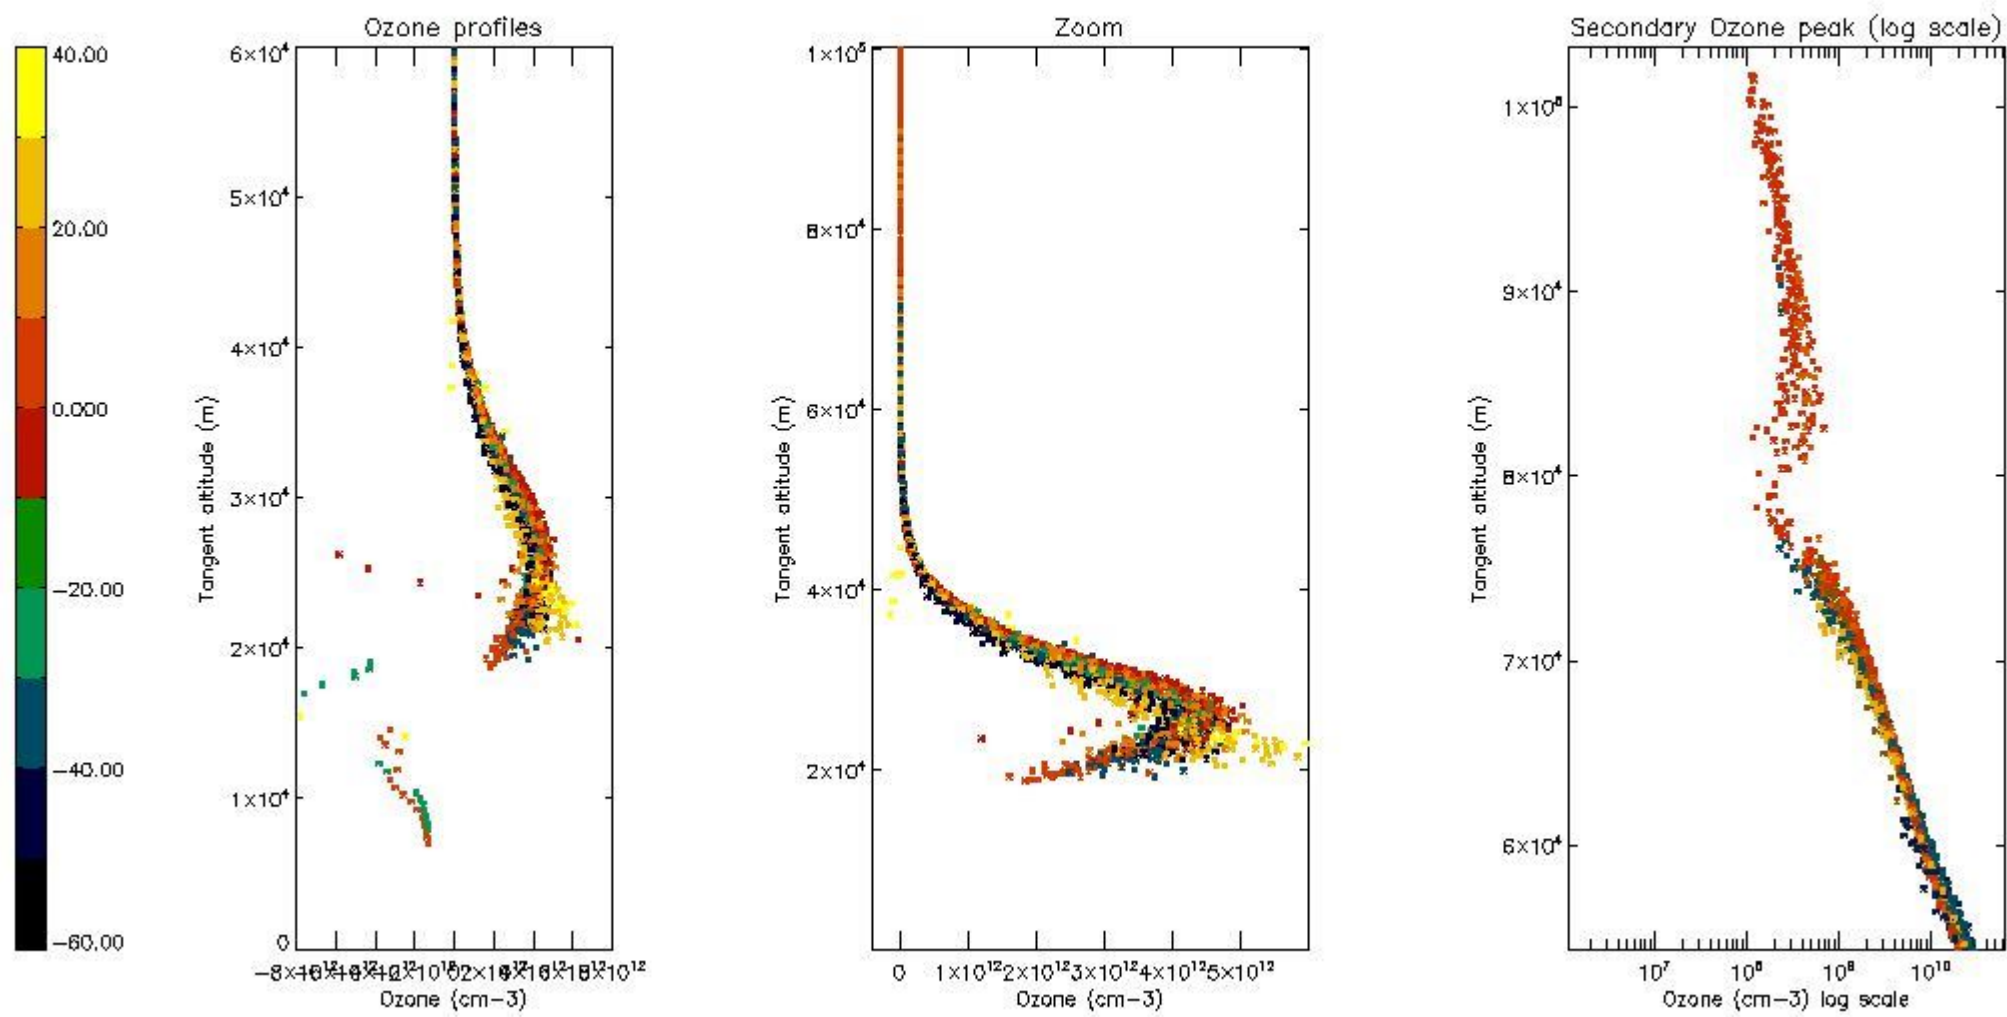 Ozone profiles
Zoom
Secondary Ozone peak (log scale)
40.00
20.00
0.000
−20.00
−40.00
−60.00
6×10⁴
5×10⁴
4×10⁴
3×10⁴
2×10⁴
1×10⁴
0
Tangent altitude (m)
Ozone (cm−3)
1×10⁵
8×10⁴
6×10⁴
4×10⁴
2×10⁴
Tangent altitude (m)
0 1×10¹² 2×10¹² 3×10¹² 4×10¹² 5×10¹²
Ozone (cm−3)
9×10⁴
8×10⁴
7×10⁴
6×10⁴
Tangent altitude (m)
10⁷ 10⁸ 10⁹ 10¹⁰
Ozone (cm−3) log scale